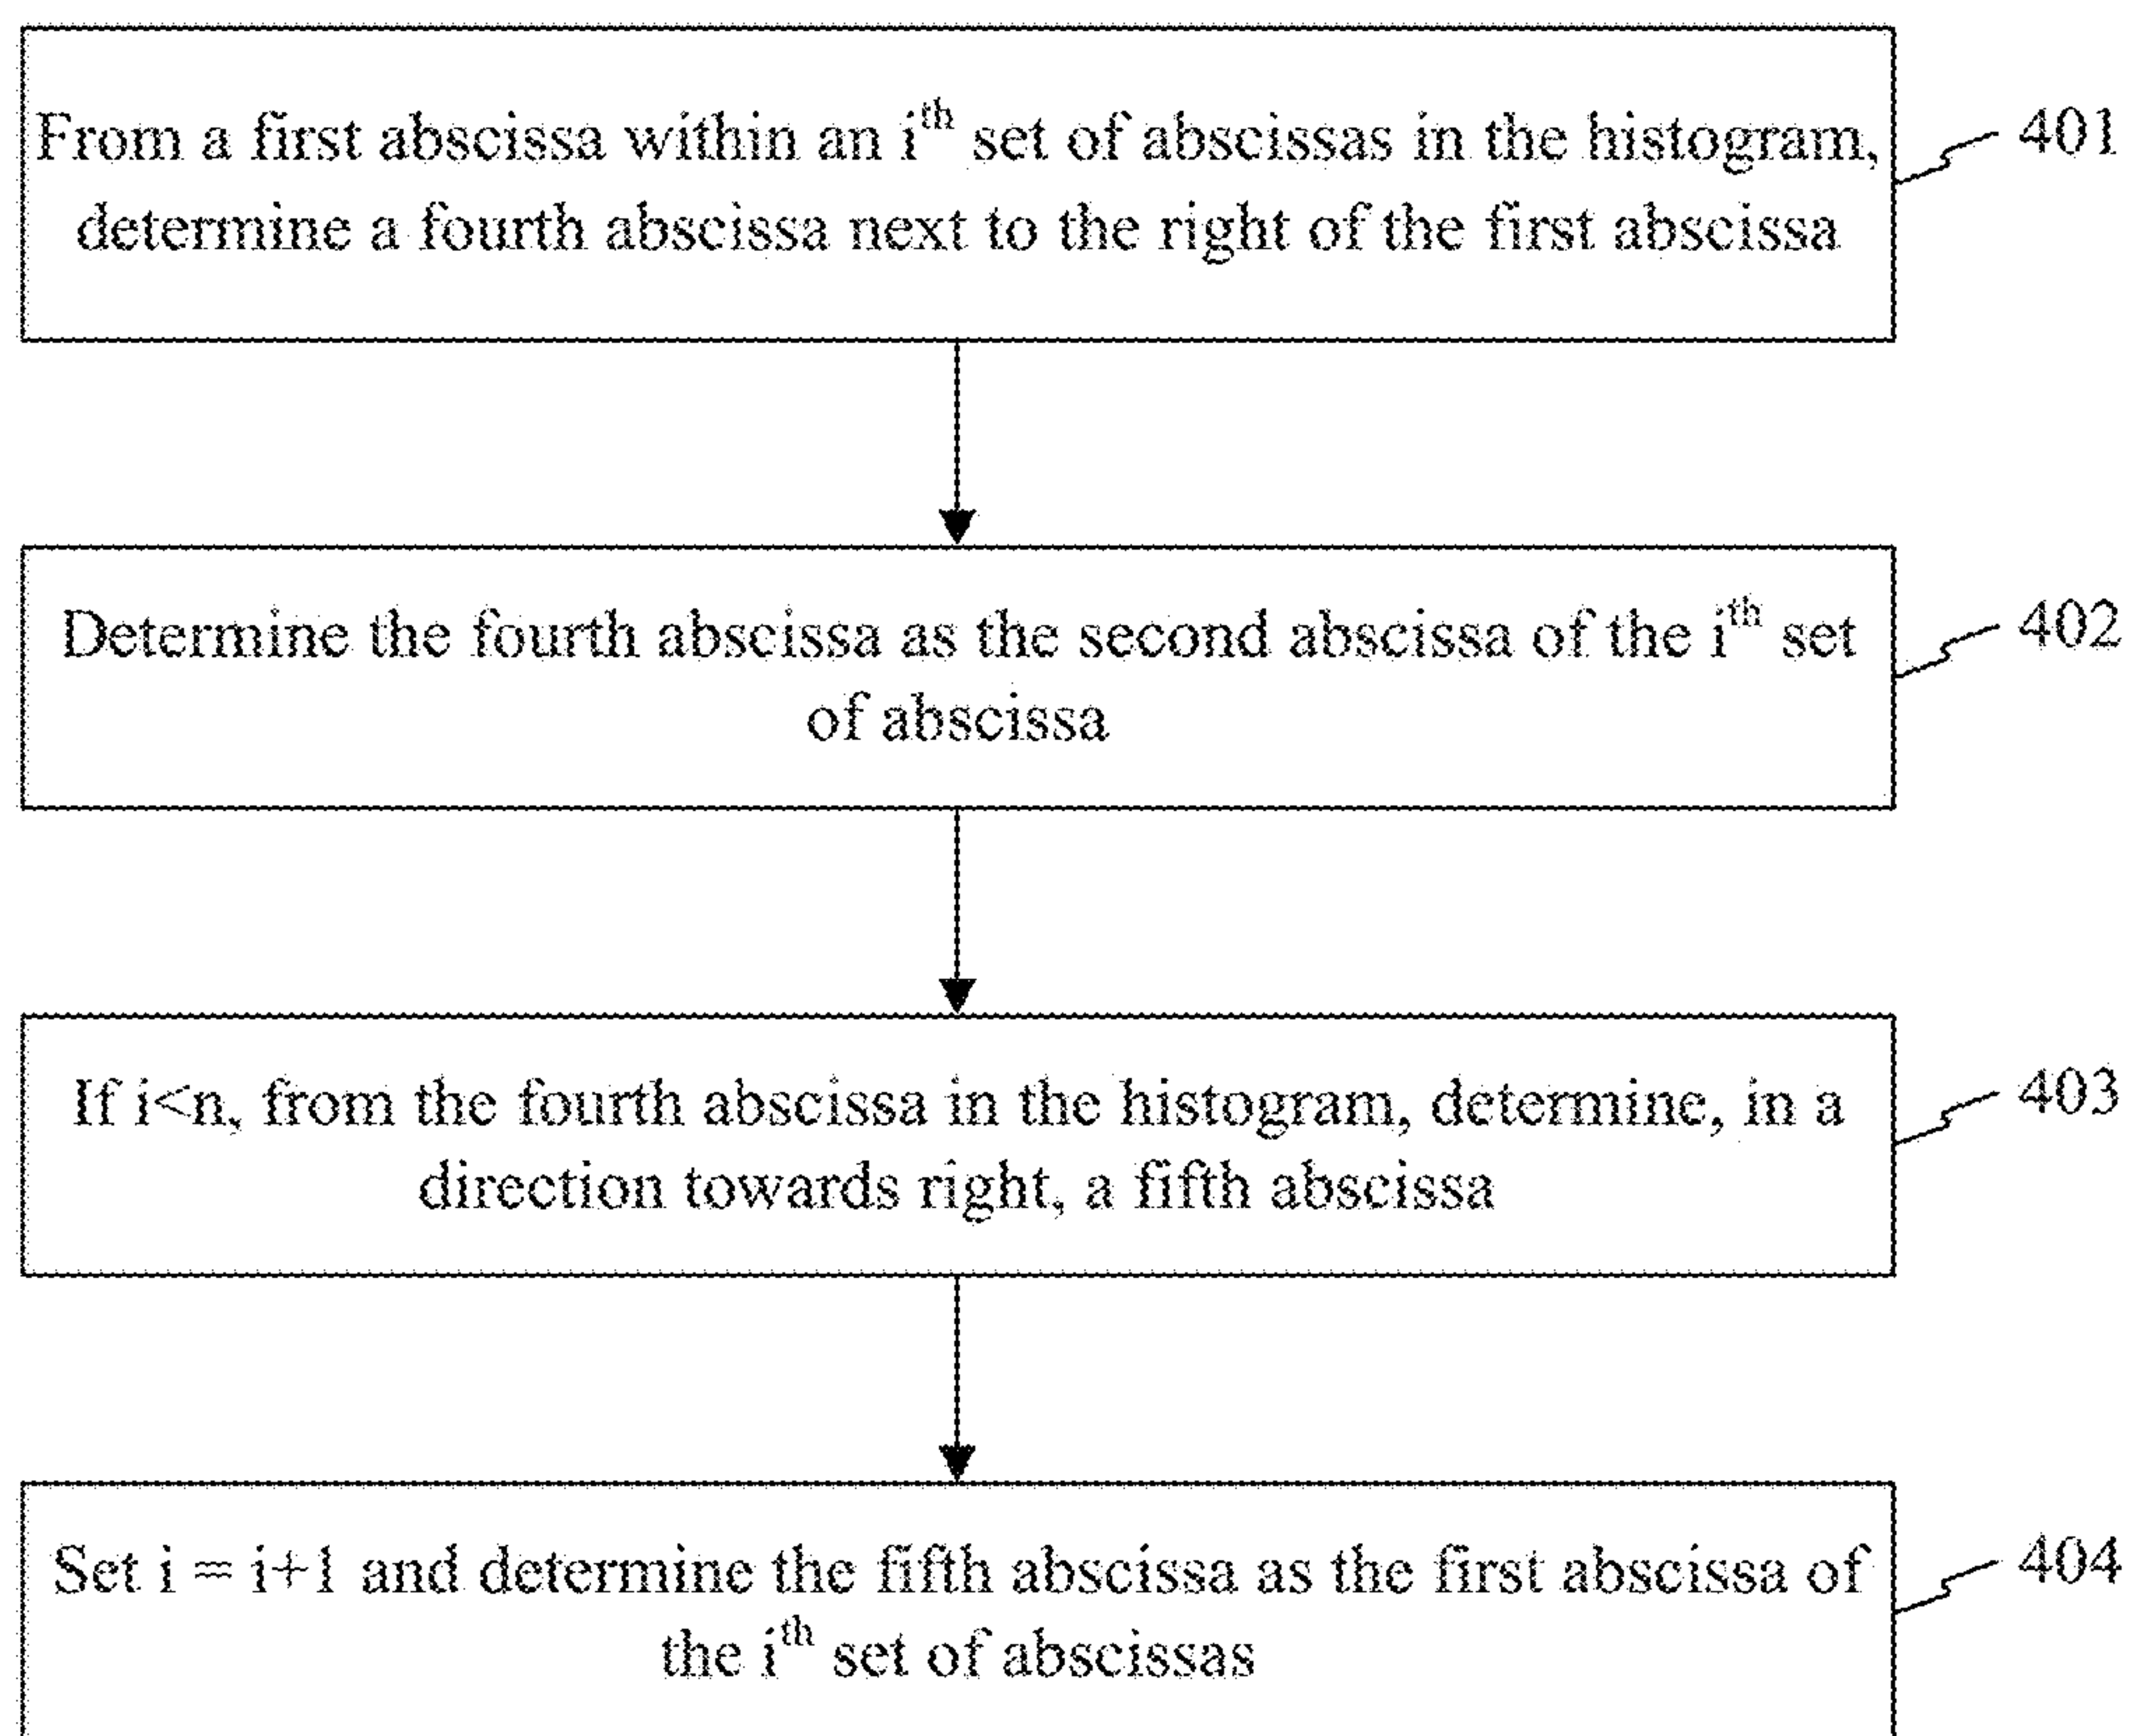 From a first abscissa within an ith set of abscissas in the histogram,
determine a fourth abscissa next to the right of the first abscissa
401
Determine the fourth abscissa as the second abscissa of the ith set
of abscissa
402
If i<n, from the fourth abscissa in the histogram, determine, in a
direction towards right, a fifth abscissa
403
Set i = i+1 and determine the fifth abscissa as the first abscissa of
the ith set of abscissas
404